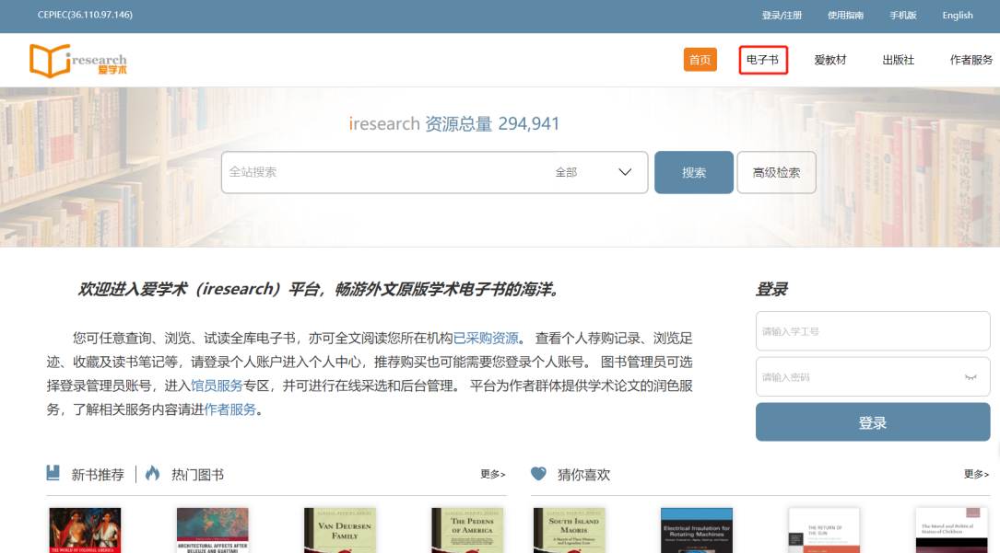 CEPIEC(36.110.97.146)
登录/注册 使用指南 手机版 English
iresearch
爱学术
首页 电子书 爱教材 出版社 作者服务
iresearch 资源总量 294,941
全站搜索 全部 搜索 高级检索
欢迎进入爱学术（iresearch）平台，畅游外文原版学术电子书的海洋。
您可任意查询、浏览、试读全库电子书，亦可全文阅读您所在机构已采购资源。 查看个人荐购记录、浏览足
迹、收藏及读书笔记等，请登录个人账户进入个人中心，推荐购买也可能需要您登录个人账号。 图书管理员可选
择登录管理员账号，进入馆员服务专区，并可进行在线采选和后台管理。 平台为作者群体提供学术论文的润色服
务，了解相关服务内容请进作者服务。
登录
请输入学工号
请输入密码
登录
新书推荐 热门图书 更多>
猜你喜欢 更多>
THE WORLD OF COLONIAL AMERICA
ARCHITECTURAL AFFECTS AFTER
DELEUZE AND GUATTARI
VAN DEURSEN
FAMILY
THE PEDENS
OF AMERICA
SOUTH ISLAND
MAORIS
Electrical Insulation for
Rotating Machines
THE RETURN OF
THE SUN
The Moral and Political
Status of Children